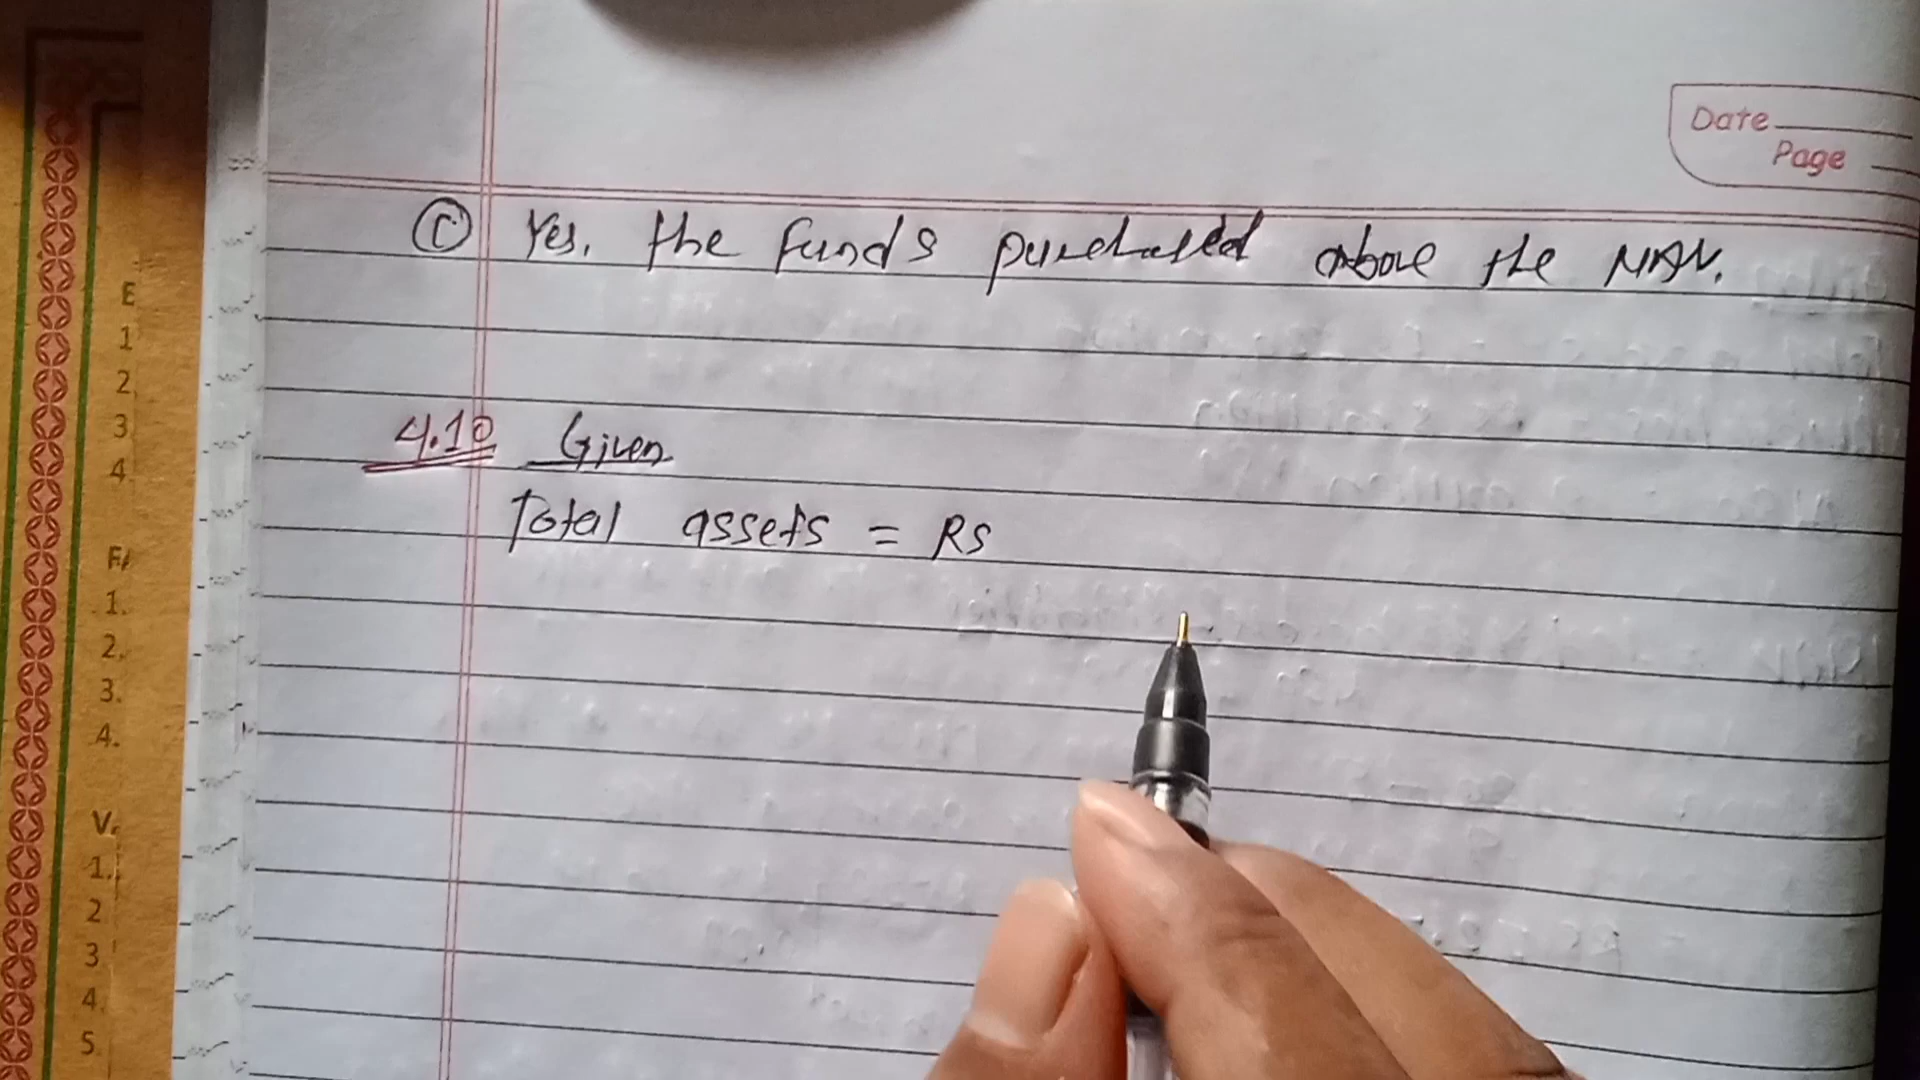 Date
Page
Ⓒ Yes, the funds purchased above the NAV.
4.10 Given
Total assets = Rs
E
1
2
3
4
F
1.
2.
3.
4.
V.
1.
2
3
4.
5.